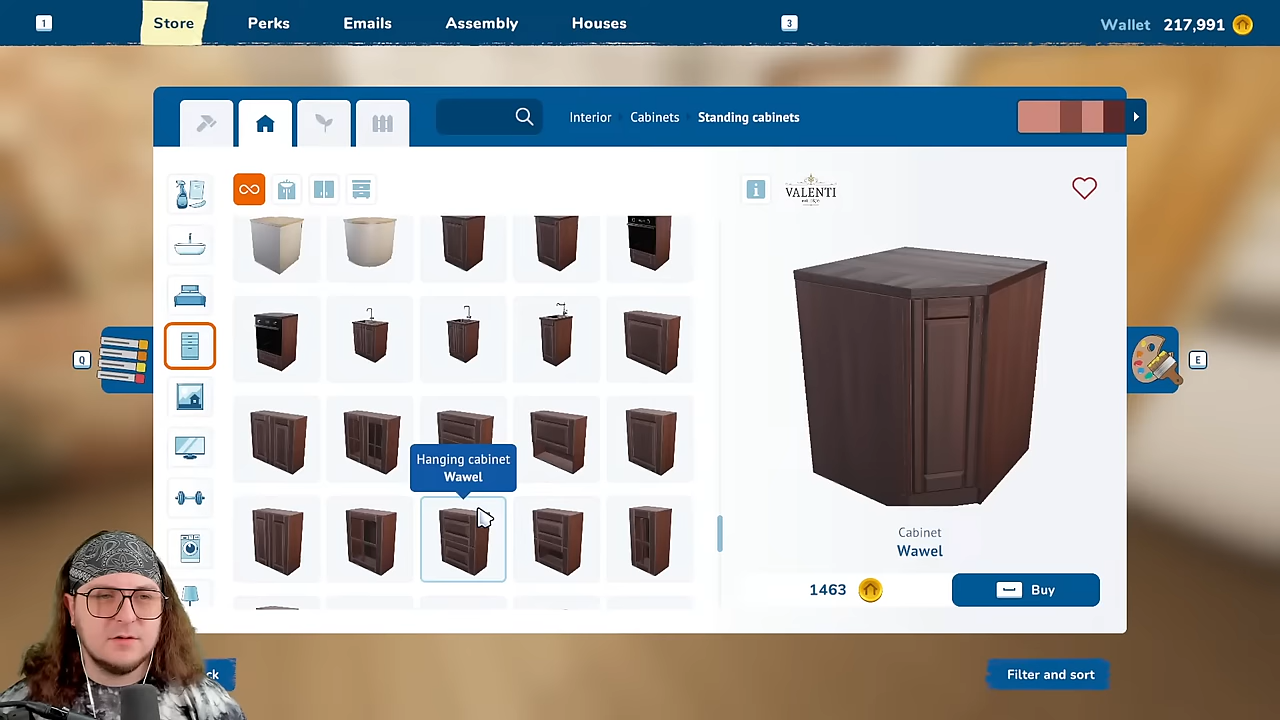 1
Store
Perks
Emails
Assembly
Houses
3
Wallet 217,991
Interior
Cabinets
Standing cabinets
i
VALENTI
Q
E
Hanging cabinet
Wawel
Cabinet
Wawel
1463
Buy
ck
Filter and sort